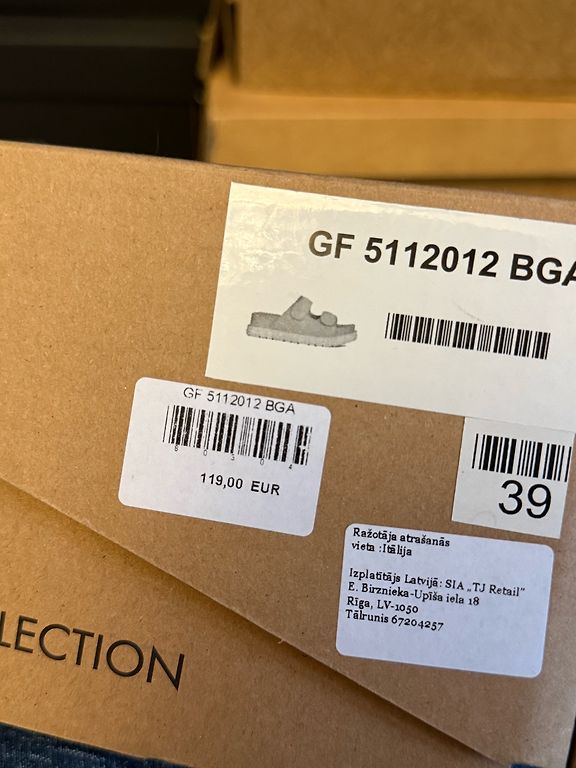 GF 5112012 BGA
GF 5112012 BGA
119,00 EUR
39
Ražotāja atrašanās
vieta :Itālija
Izplatītājs Latvijā: SIA „TJ Retail”
E. Birznieka-Upīša iela 18
Rīga, LV-1050
Tālrunis 67204257
LECTION